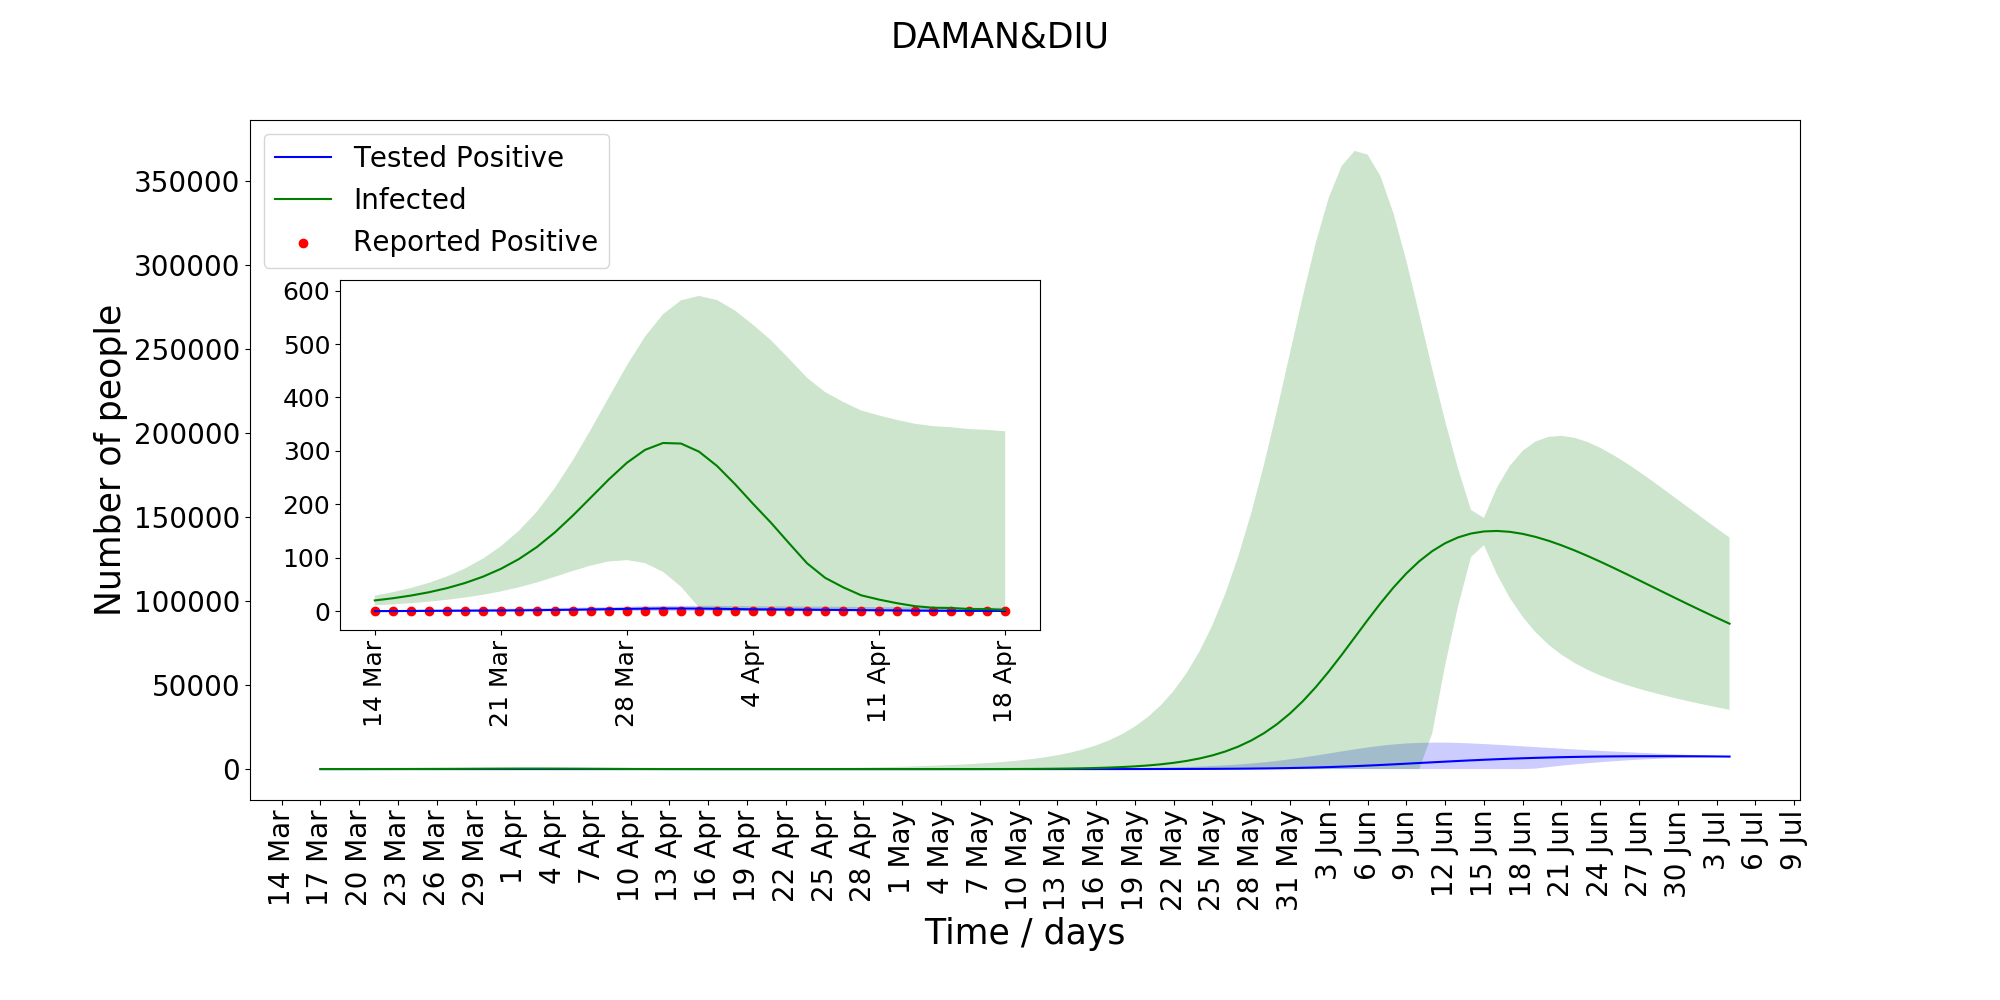 DAMAN&DIU
Tested Positive
Infected
Reported Positive
Number of people
350000
300000
250000
200000
150000
100000
50000
0
600
500
400
300
200
100
0
14 Mar
21 Mar
28 Mar
4 Apr
11 Apr
18 Apr
14 Mar
17 Mar
20 Mar
23 Mar
26 Mar
29 Mar
1 Apr
4 Apr
7 Apr
10 Apr
13 Apr
16 Apr
19 Apr
22 Apr
25 Apr
28 Apr
1 May
4 May
7 May
10 May
13 May
16 May
19 May
22 May
25 May
28 May
31 May
3 Jun
6 Jun
9 Jun
12 Jun
15 Jun
18 Jun
21 Jun
24 Jun
27 Jun
30 Jun
3 Jul
6 Jul
9 Jul
Time / days